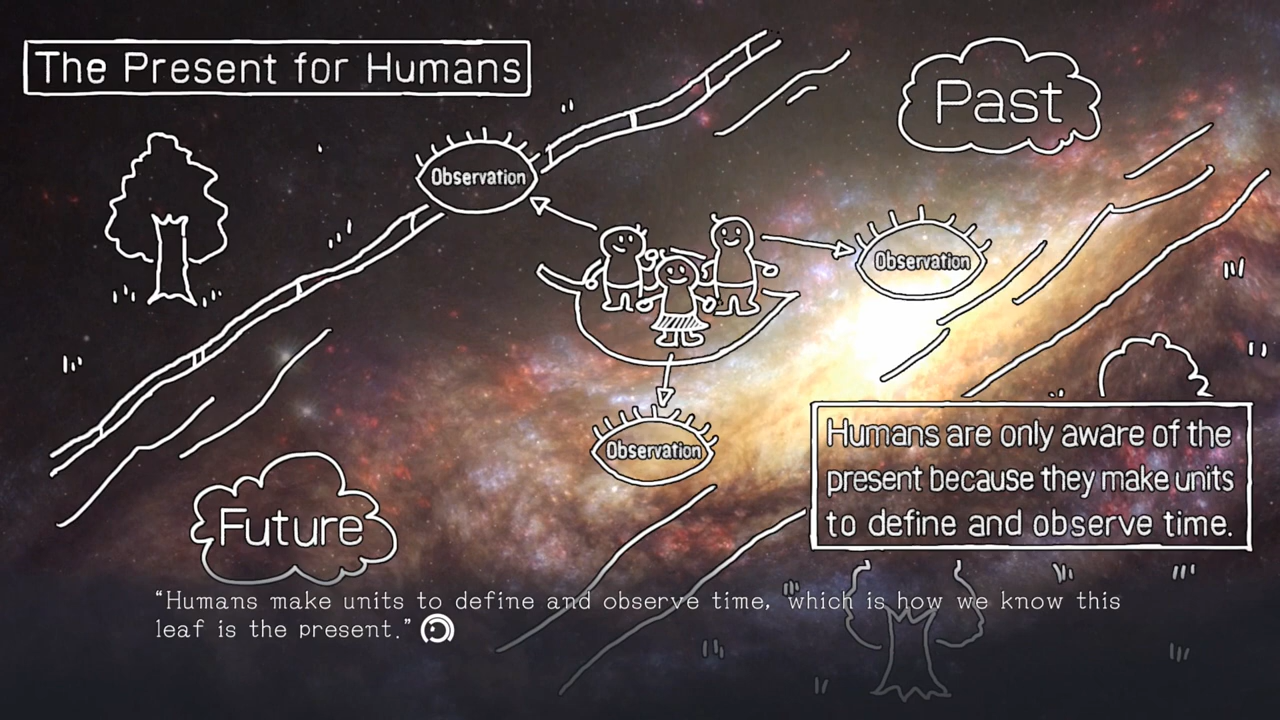 The Present for Humans
Past
Observation
Observation
Observation
Future
Humans are only aware of the
present because they make units
to define and observe time.
“Humans make units to define and observe time, which is how we know this
leaf is the present.”